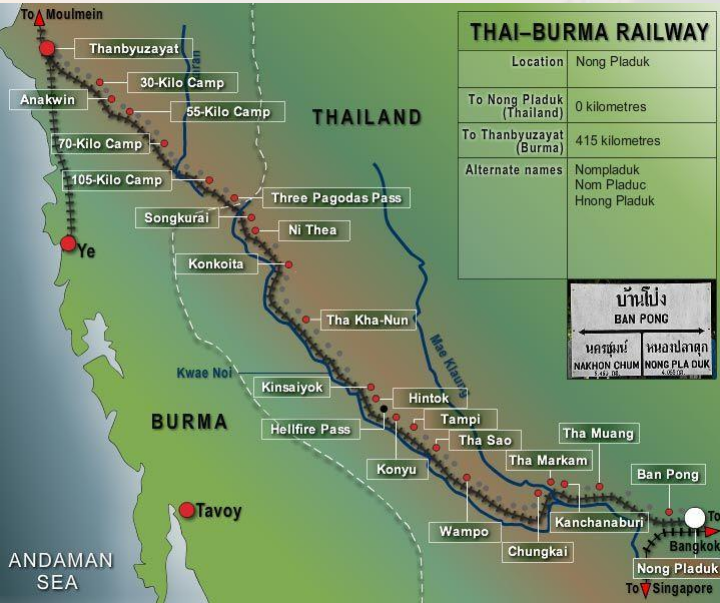 To Moulmein
Thanbyuzayat
30-Kilo Camp
Anakwin
55-Kilo Camp
70-Kilo Camp
105-Kilo Camp
THAILAND
Three Pagodas Pass
Songkurai
Ni Thea
Ye
Konkoita
Tha Kha-Nun
Mae Klaung
Kwae Noi
Kinsaiyok
Hintok
Hellfire Pass
Tampi
Tha Sao
Konyu
BURMA
Tha Muang
Tha Markam
Ban Pong
Tavoy
Wampo
Kanchanaburi
Chungkai
To
Bangkok
Nong Pladuk
To Singapore
ANDAMAN
SEA
THAI–BURMA RAILWAY
Location Nong Pladuk
To Nong Pladuk
(Thailand) 0 kilometres
To Thanbyuzayat
(Burma) 415 kilometres
Alternate names Nompladuk
Nom Pladuc
Hnong Pladuk
บ้านโป่ง
BAN PONG
นครชุมน์ หนองปลาดุก
NAKHON CHUM NONG PLA DUK